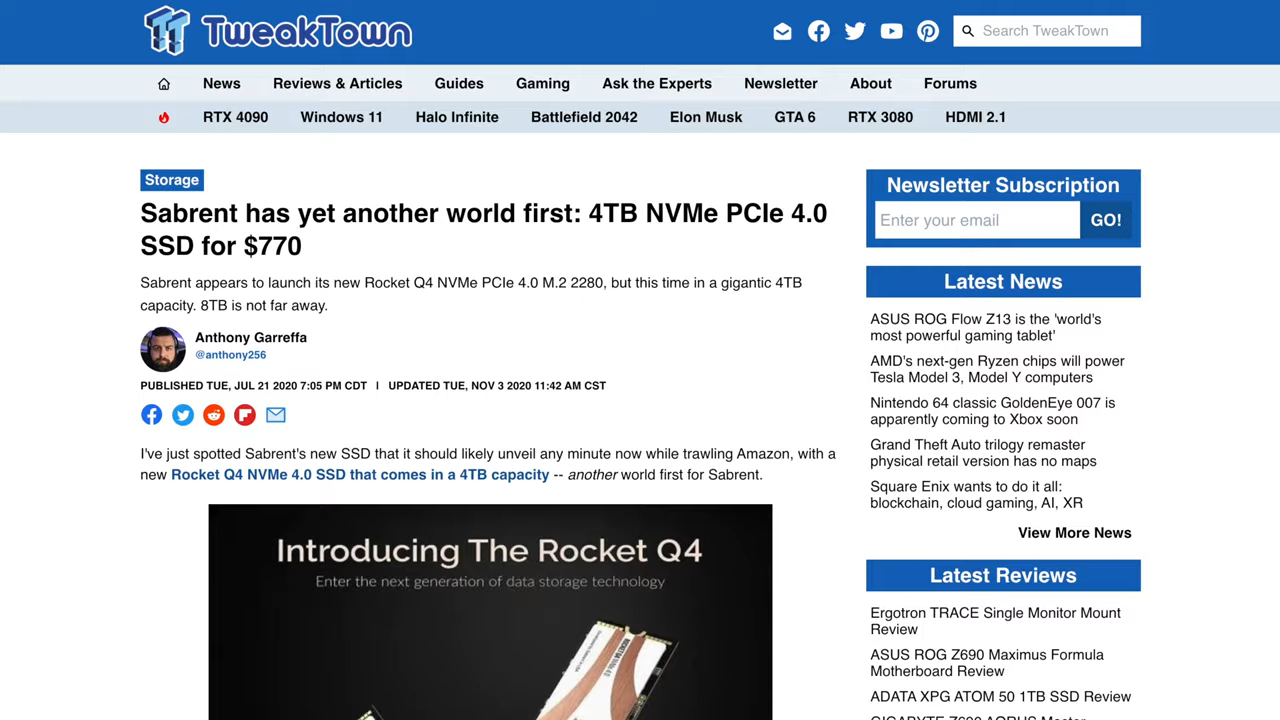 TweakTown
Search TweakTown
News Reviews & Articles Guides Gaming Ask the Experts Newsletter About Forums
RTX 4090 Windows 11 Halo Infinite Battlefield 2042 Elon Musk GTA 6 RTX 3080 HDMI 2.1
Storage
Sabrent has yet another world first: 4TB NVMe PCIe 4.0
SSD for $770
Sabrent appears to launch its new Rocket Q4 NVMe PCIe 4.0 M.2 2280, but this time in a gigantic 4TB
capacity. 8TB is not far away.
Anthony Garreffa
@anthony256
PUBLISHED TUE, JUL 21 2020 7:05 PM CDT | UPDATED TUE, NOV 3 2020 11:42 AM CST
I've just spotted Sabrent's new SSD that it should likely unveil any minute now while trawling Amazon, with a
new Rocket Q4 NVMe 4.0 SSD that comes in a 4TB capacity -- another world first for Sabrent.
Introducing The Rocket Q4
Enter the next generation of data storage technology
Newsletter Subscription
Enter your email GO!
Latest News
ASUS ROG Flow Z13 is the 'world's
most powerful gaming tablet'
AMD's next-gen Ryzen chips will power
Tesla Model 3, Model Y computers
Nintendo 64 classic GoldenEye 007 is
apparently coming to Xbox soon
Grand Theft Auto trilogy remaster
physical retail version has no maps
Square Enix wants to do it all:
blockchain, cloud gaming, AI, XR
View More News
Latest Reviews
Ergotron TRACE Single Monitor Mount
Review
ASUS ROG Z690 Maximus Formula
Motherboard Review
ADATA XPG ATOM 50 1TB SSD Review
GIGABYTE Z690 AORUS Master